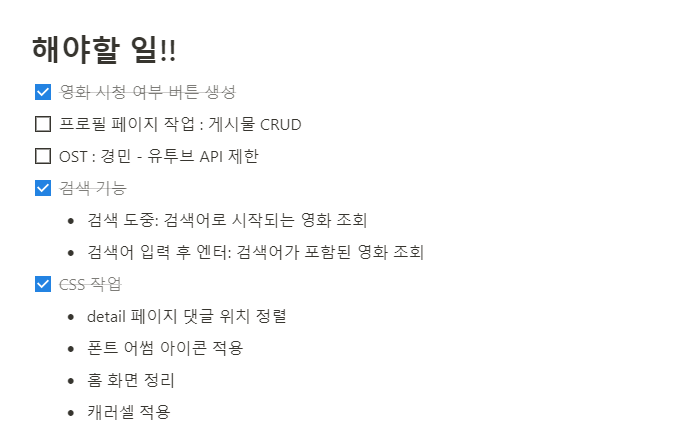 해야할 일!!
영화 시청 여부 버튼 생성
프로필 페이지 작업 : 게시물 CRUD
OST : 경민 - 유투브 API 제한
검색 기능
• 검색 도중: 검색어로 시작되는 영화 조회
• 검색어 입력 후 엔터: 검색어가 포함된 영화 조회
CSS 작업
• detail 페이지 댓글 위치 정렬
• 폰트 어썸 아이콘 적용
• 홈 화면 정리
• 캐러셀 적용